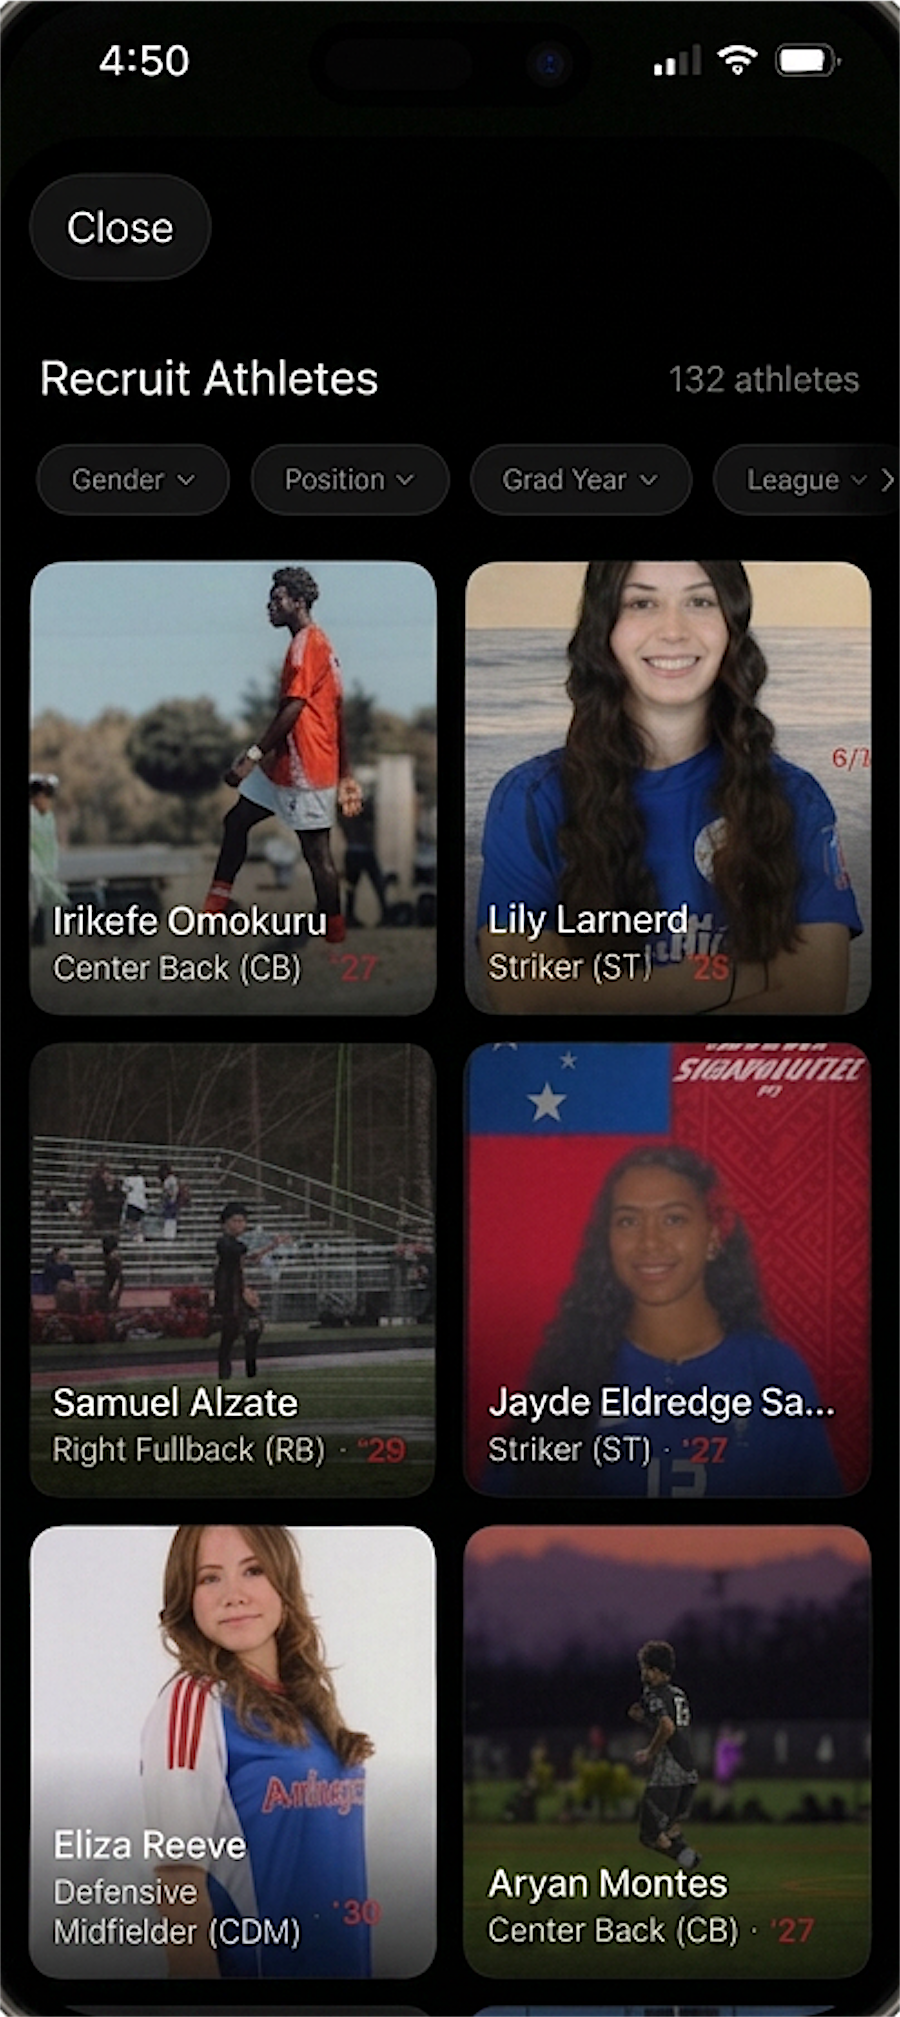 4:50
Close
Recruit Athletes
132 athletes
Gender
Position
Grad Year
League
Irikefe Omokuru
Center Back (CB) '27
Lily Larnerd
Striker (ST)
Samuel Alzate
Right Fullback (RB) · '29
Jayde Eldredge Sa...
Striker (ST) · '27
13
Eliza Reeve
Defensive
Midfielder (CDM) · '30
Aryan Montes
Center Back (CB) · '27